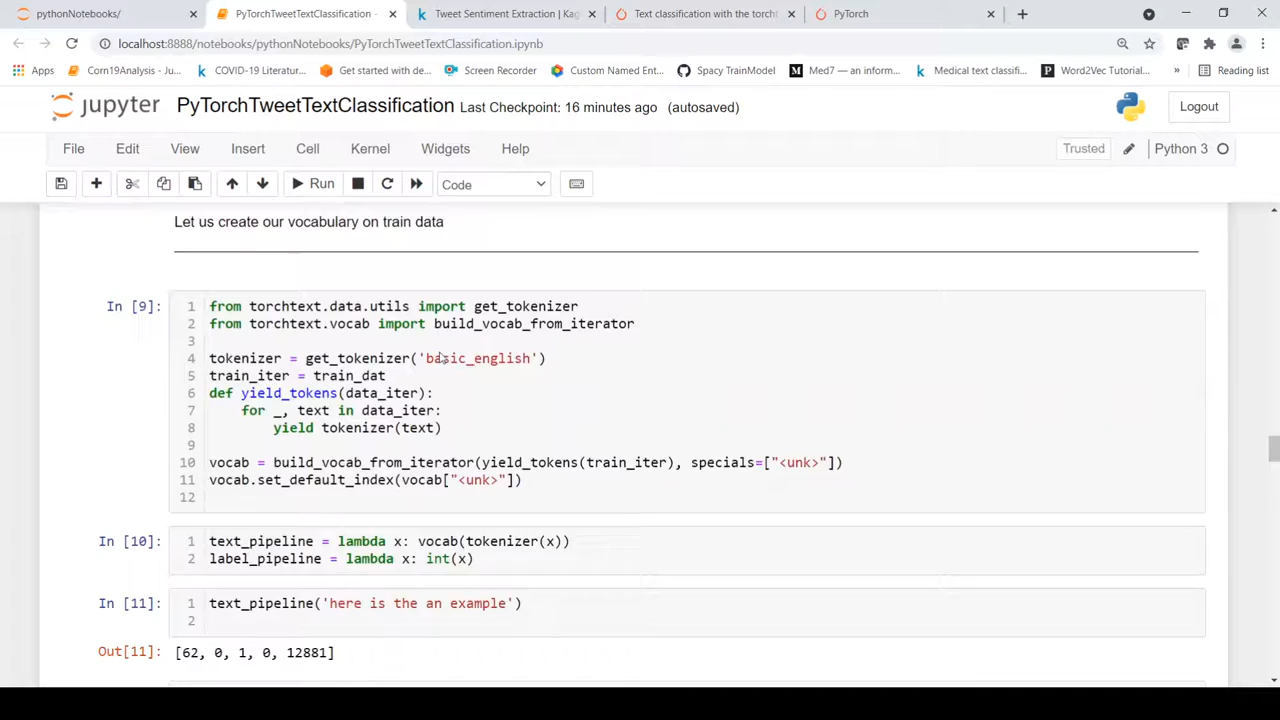 pythonNotebooks/
PyTorchTweetTextClassification -
Tweet Sentiment Extraction | Kag
Text classification with the torcht
PyTorch
localhost:8888/notebooks/pythonNotebooks/PyTorchTweetTextClassification.ipynb
Apps
Corn19Analysis - Ju...
COVID-19 Literatur...
Get started with de...
Screen Recorder
Custom Named Ent...
Spacy TrainModel
Med7 — an inform...
Medical text classifi...
Word2Vec Tutorial...
»
Reading list
jupyter PyTorchTweetTextClassification Last Checkpoint: 16 minutes ago (autosaved)
Logout
File Edit View Insert Cell Kernel Widgets Help
Trusted
Python 3
Run
Code
Let us create our vocabulary on train data
In [9]:
1 from torchtext.data.utils import get_tokenizer
2 from torchtext.vocab import build_vocab_from_iterator
3
4 tokenizer = get_tokenizer('basic_english')
5 train_iter = train_dat
6 def yield_tokens(data_iter):
7     for _, text in data_iter:
8         yield tokenizer(text)
9
10 vocab = build_vocab_from_iterator(yield_tokens(train_iter), specials=["<unk>"])
11 vocab.set_default_index(vocab["<unk>"])
12
In [10]:
1 text_pipeline = lambda x: vocab(tokenizer(x))
2 label_pipeline = lambda x: int(x)
In [11]:
1 text_pipeline('here is the an example')
2
Out[11]: [62, 0, 1, 0, 12881]